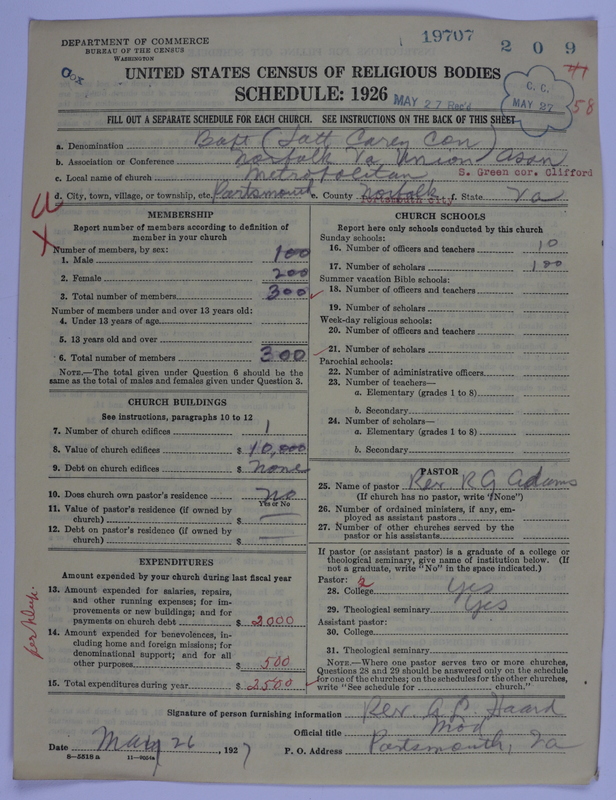 DEPARTMENT OF COMMERCE
BUREAU OF THE CENSUS
WASHINGTON
19707
209
UNITED STATES CENSUS OF RELIGIOUS BODIES
SCHEDULE: 1926
MAY 27 Rec'd
C. C.
MAY 27
58
FILL OUT A SEPARATE SCHEDULE FOR EACH CHURCH. SEE INSTRUCTIONS ON THE BACK OF THIS SHEET
a. Denomination Bapt (Latt Carey Con)
b. Association or Conference Norfolk Va Union Asson
c. Local name of church Metropolitan S. Green cor. Clifford
d. City, town, village, or township, etc. Portsmouth e. County Norfolk f. State Va
Portsmouth City
MEMBERSHIP
Report number of members according to definition of
member in your church
Number of members, by sex:
1. Male 100
2. Female 200
3. Total number of members 300
Number of members under and over 13 years old:
4. Under 13 years of age
5. 13 years old and over
6. Total number of members 300
NOTE.—The total given under Question 6 should be the
same as the total of males and females given under Question 3.
CHURCH BUILDINGS
See instructions, paragraphs 10 to 12
7. Number of church edifices 1
8. Value of church edifices $ 10,000
9. Debt on church edifices $ None
10. Does church own pastor's residence No
Yes or No
11. Value of pastor's residence (if owned by
church) $ —
12. Debt on pastor's residence (if owned by
church) $ —
EXPENDITURES
Amount expended by your church during last fiscal year
13. Amount expended for salaries, repairs,
and other running expenses; for im-
provements or new buildings; and for
payments on church debt $ 2000
14. Amount expended for benevolences, in-
cluding home and foreign missions; for
denominational support; and for all
other purposes $ 500
15. Total expenditures during year $ 2500
CHURCH SCHOOLS
Report here only schools conducted by this church
Sunday schools:
16. Number of officers and teachers 10
17. Number of scholars 100
Summer vacation Bible schools:
18. Number of officers and teachers
19. Number of scholars
Week-day religious schools:
20. Number of officers and teachers
21. Number of scholars
Parochial schools:
22. Number of administrative officers
23. Number of teachers—
a. Elementary (grades 1 to 8)
b. Secondary
24. Number of scholars—
a. Elementary (grades 1 to 8)
b. Secondary
PASTOR
25. Name of pastor Rev R G Adams
(If church has no pastor, write "None")
26. Number of ordained ministers, if any, em-
ployed as assistant pastors
27. Number of other churches served by the
pastor or his assistants
If pastor (or assistant pastor) is a graduate of a college or
theological seminary, give name of institution below. (If
not a graduate, write "No" in the space indicated.)
Pastor: 2
28. College Yes
29. Theological seminary Yes
Assistant pastor:
30. College
31. Theological seminary
NOTE.—Where one pastor serves two or more churches,
Questions 28 and 29 should be answered only on the schedule
for one of the churches; on the schedules for the other churches,
write "See schedule for church."
Signature of person furnishing information Rev.
Official title Mod
Date May 26, 1927
P. O. Address Portsmouth, Va
8—5518 a